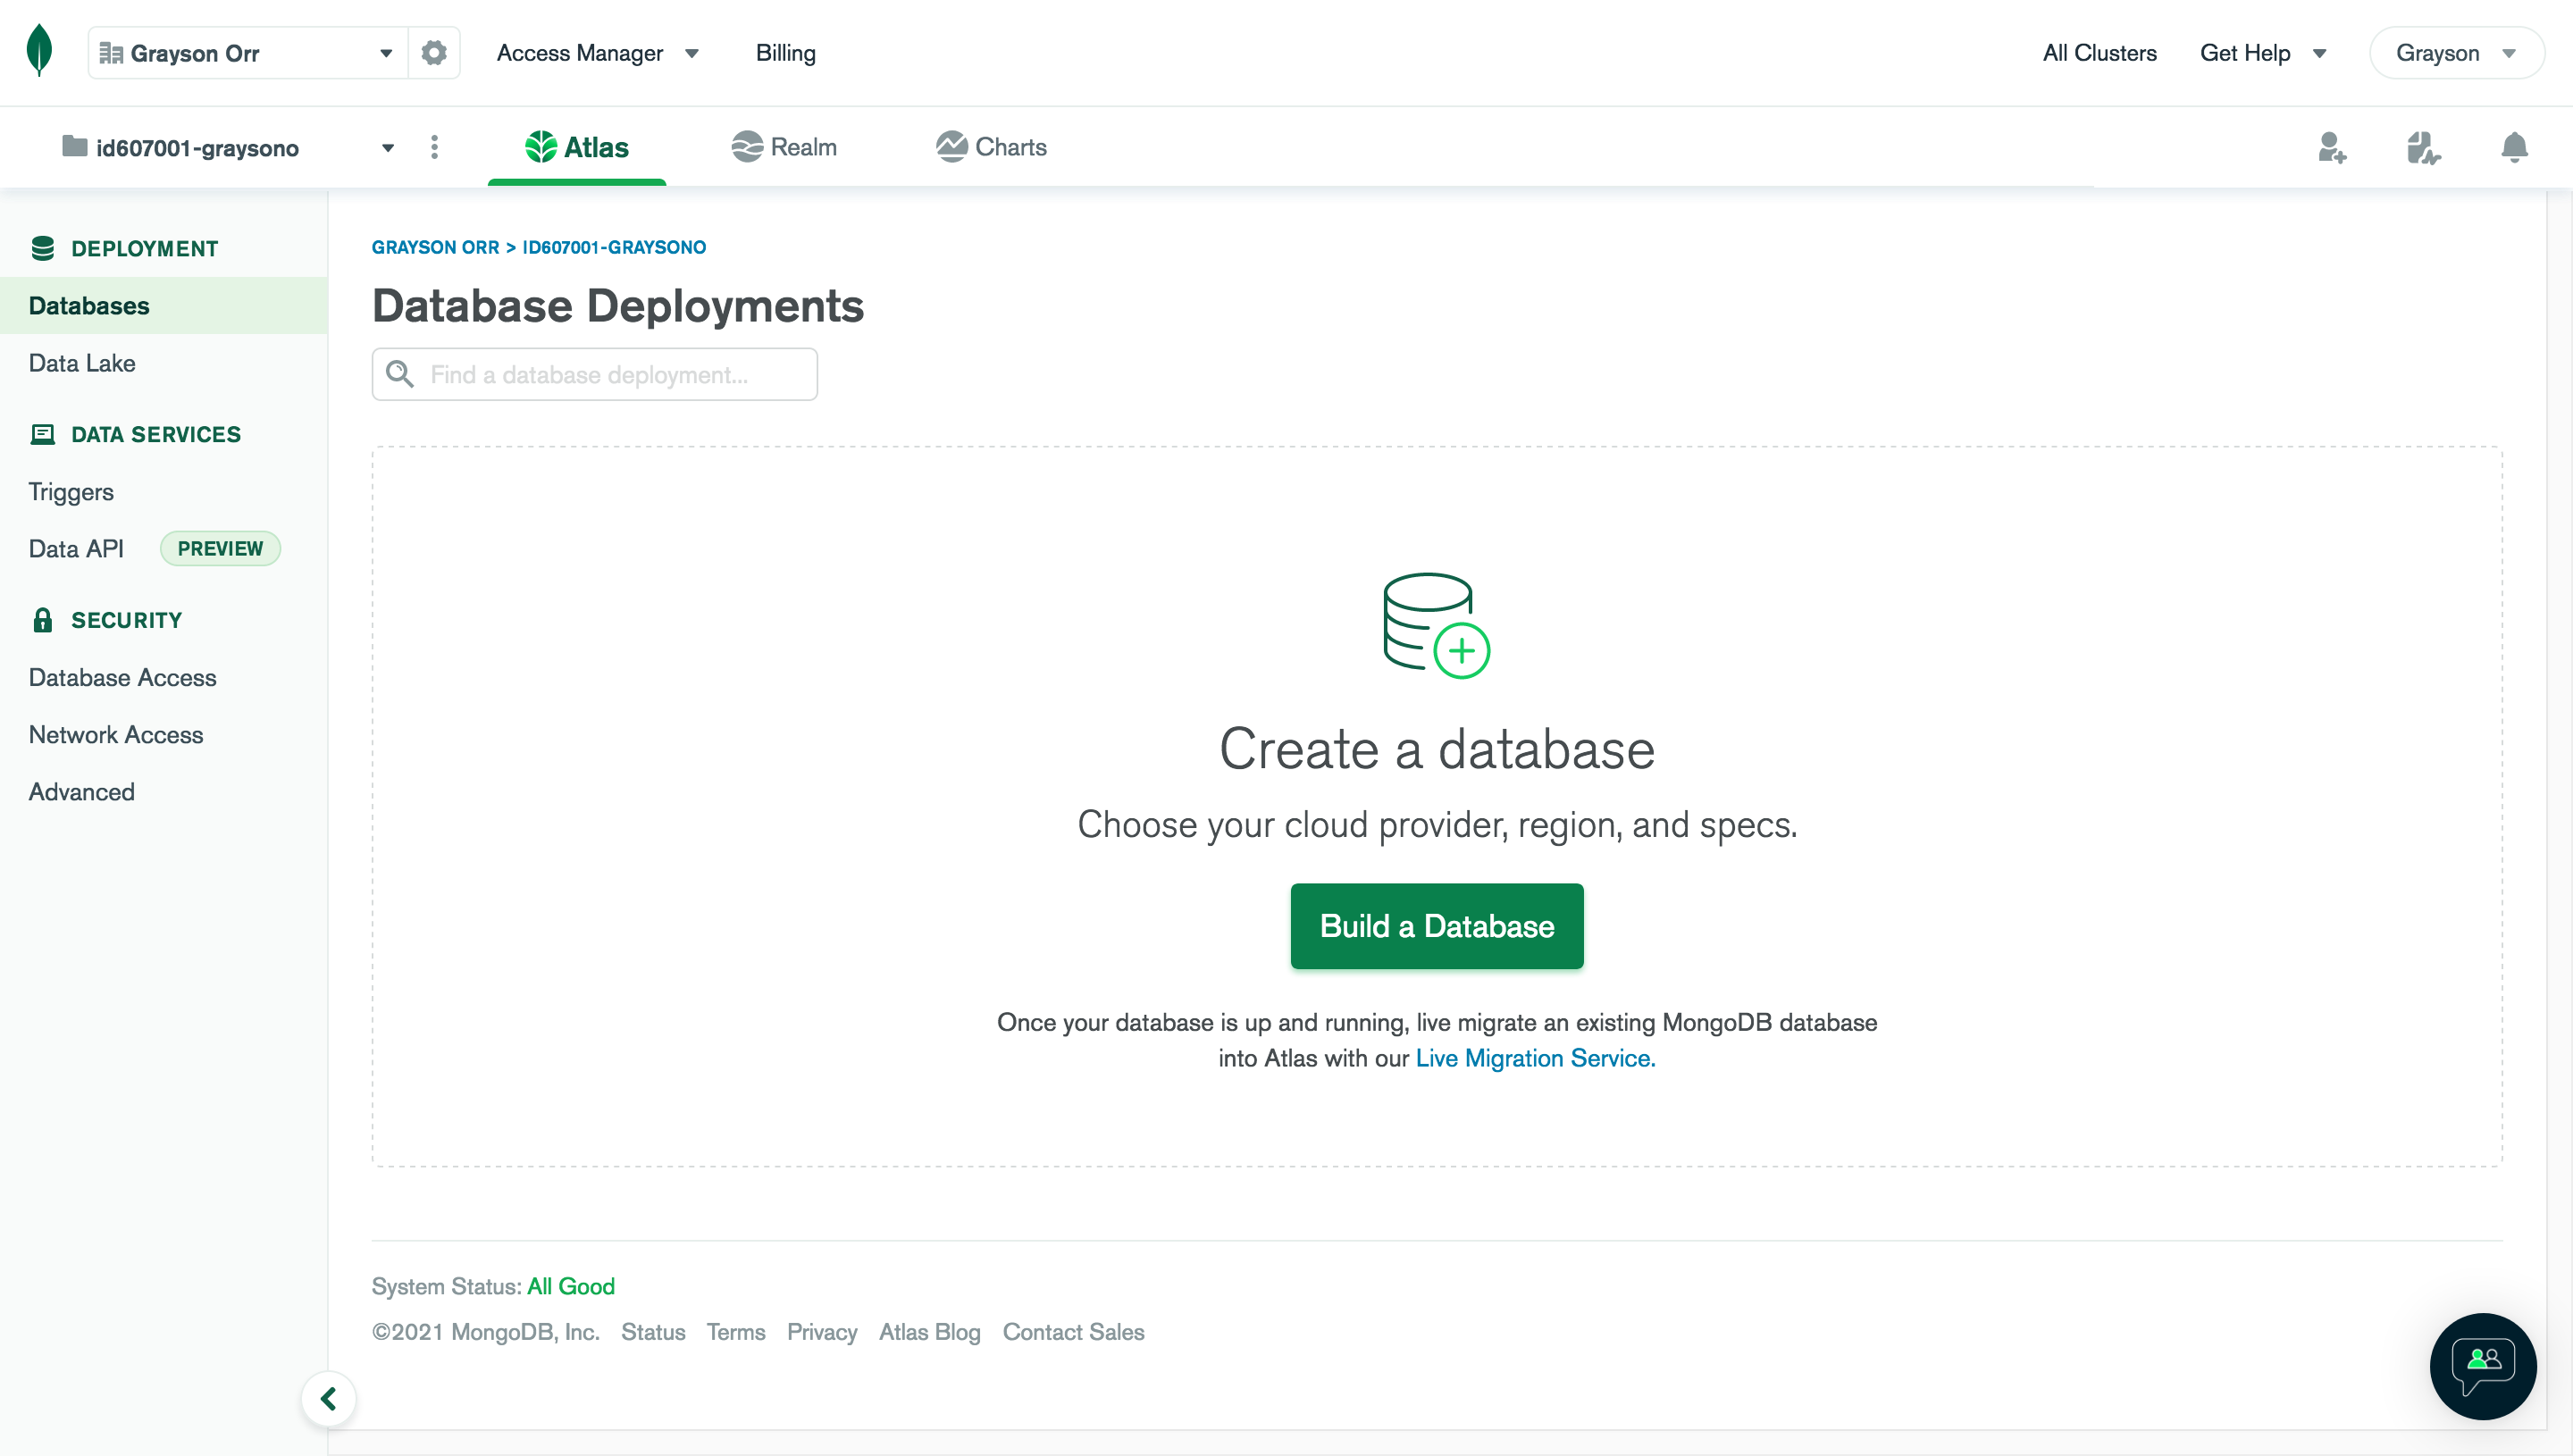 Grayson Orr
Access Manager
Billing
All Clusters
Get Help
Grayson
id607001-graysono
Atlas
Realm
Charts
DEPLOYMENT
Databases
Data Lake
DATA SERVICES
Triggers
Data API PREVIEW
SECURITY
Database Access
Network Access
Advanced
GRAYSON ORR > ID607001-GRAYSONO
Database Deployments
Find a database deployment...
Create a database
Choose your cloud provider, region, and specs.
Build a Database
Once your database is up and running, live migrate an existing MongoDB database
into Atlas with our Live Migration Service.
System Status: All Good
©2021 MongoDB, Inc. Status Terms Privacy Atlas Blog Contact Sales